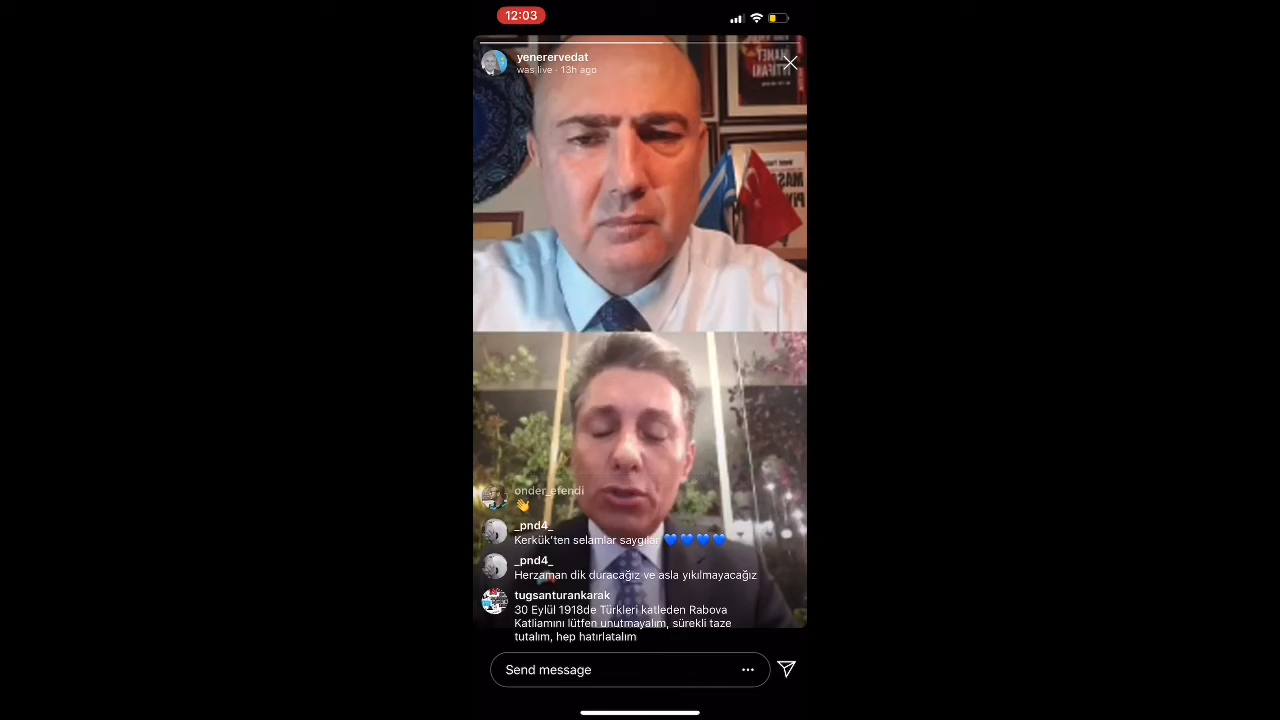 12:03
yenerervedat
was live · 13h ago
onder_efendi
👋
_pnd4_
Kerkük'ten selamlar saygılar 💙💙💙💙
_pnd4_
Herzaman dik duracağız ve asla yıkılmayacağız
tugsanturankarak
30 Eylül 1918de Türkleri katleden Rabova
Katliamını lütfen unutmayalım, sürekli taze
tutalım, hep hatırlatalım
Send message